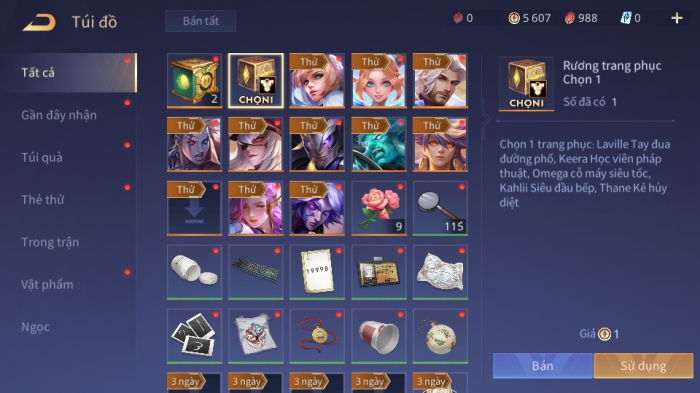 Túi đồ
Bán tất
0
5 607
988
0
+
Tất cả
Gần đây nhận
Túi quà
Thẻ thử
Trong trận
Vật phẩm
Ngọc
2
CHỌN1
Thử
Thử
Thử
Thử
Thử
Thử
Thử
Thử
Thử
Thử
Thử
9
115
19998
3 ngày
3 ngày
3 ngày
3 ngày
3 ngày
CHỌN1
Rương trang phục
Chọn 1
Số đã có 1
Chọn 1 trang phục: Laville Tay đua
đường phố, Keera Học viên pháp
thuật, Omega cỗ máy siêu tốc,
Kahlii Siêu đầu bếp, Thane Kẻ hủy
diệt
Giá 1
Bán
Sử dụng